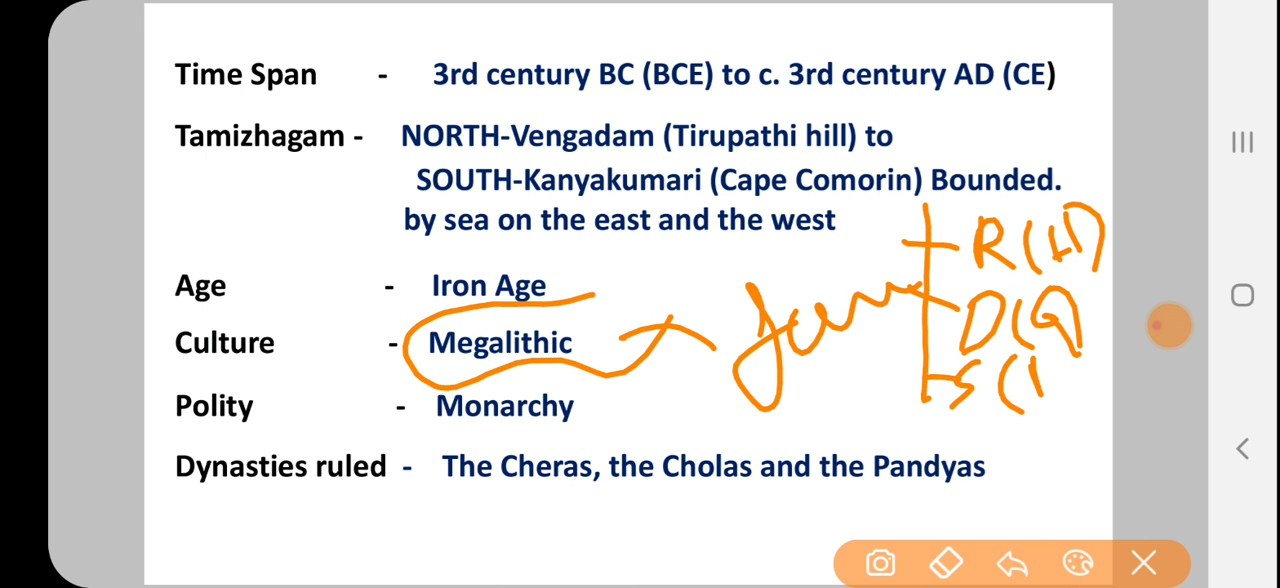 Time Span - 3rd century BC (BCE) to c. 3rd century AD (CE)
Tamizhagam - NORTH-Vengadam (Tirupathi hill) to
SOUTH-Kanyakumari (Cape Comorin) Bounded.
by sea on the east and the west
R (H)
Age - Iron Age
D (G)
Culture - Megalithic
S (
Polity - Monarchy
Dynasties ruled - The Cheras, the Cholas and the Pandyas